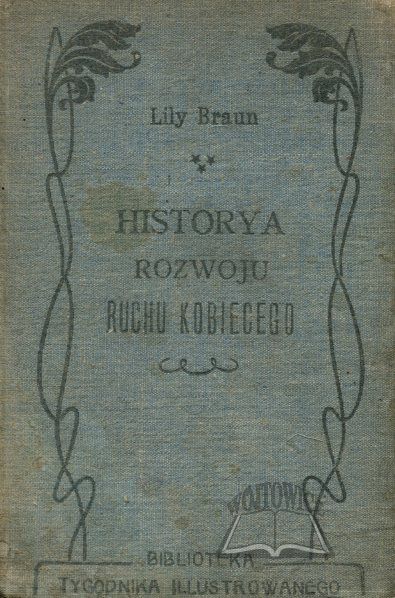 Lily Braun
HISTORYA
ROZWOJU
RUCHU KOBIECEGO
WÓJTOWICZ
BIBLIOTEKA
TYGODNIKA ILLUSTROWANEGO